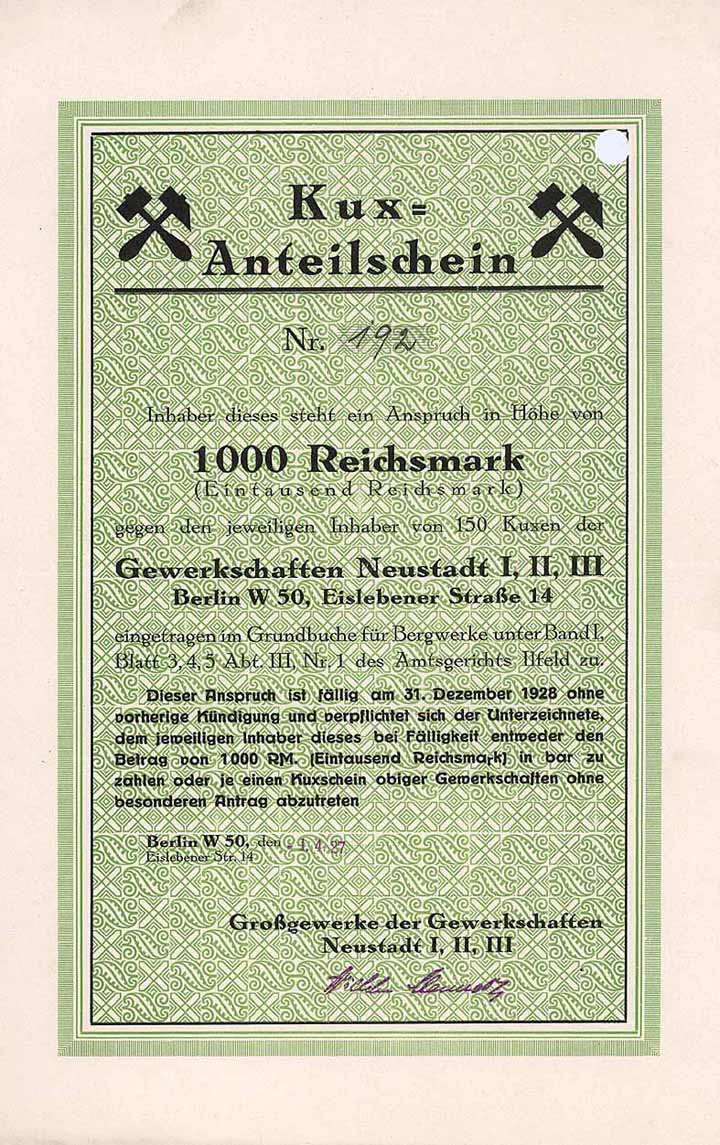 Kux=
Anteilschein
Nr. 192
Inhaber dieses steht ein Anspruch in Höhe von
1000 Reichsmark
(Eintausend Reichsmark)
gegen den jeweiligen Inhaber von 150 Kuxen der
Gewerkschaften Neustadt I, II, III
Berlin W 50, Eislebener Straße 14
eingetragen im Grundbuche für Bergwerke unter Band I,
Blatt 3, 4, 5 Abt. III, Nr. 1 des Amtsgerichts Ilfeld zu.
Dieser Anspruch ist fällig am 31. Dezember 1928 ohne
vorherige Kündigung und verpflichtet sich der Unterzeichnete,
dem jeweiligen Inhaber dieses bei Fälligkeit entweder den
Betrag von 1000 RM. (Eintausend Reichsmark) in bar zu
zahlen oder je einen Kuxschein obiger Gewerkschaften ohne
besonderen Antrag abzutreten
Berlin W 50, den - 1. 4. 27
Eislebener Str. 14
Großgewerke der Gewerkschaften
Neustadt I, II, III